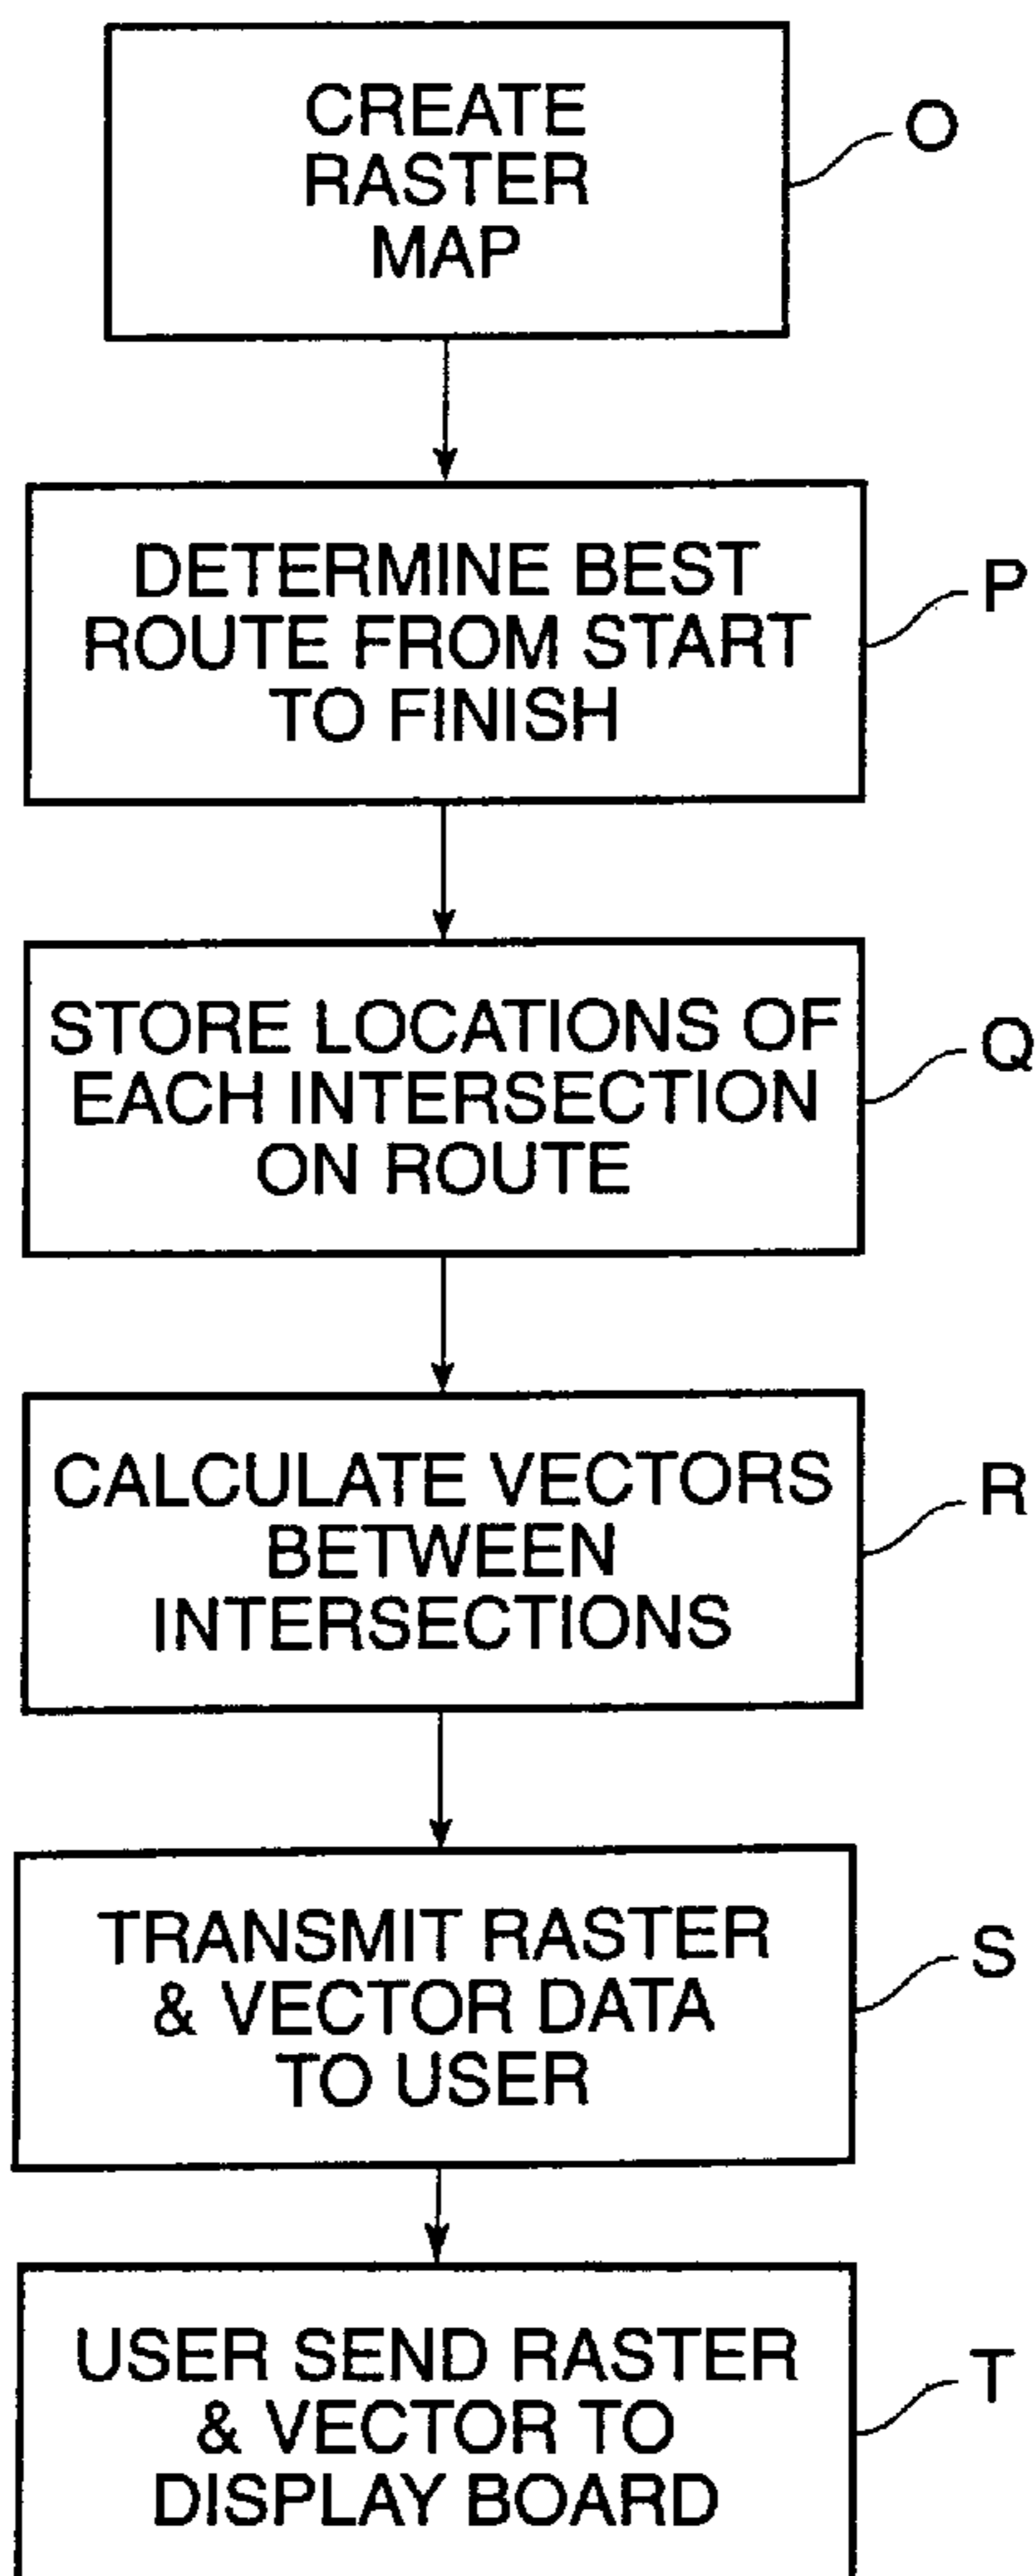 CREATE
RASTER
MAP
O
DETERMINE BEST
ROUTE FROM START
TO FINISH
P
STORE LOCATIONS OF
EACH INTERSECTION
ON ROUTE
Q
CALCULATE VECTORS
BETWEEN
INTERSECTIONS
R
TRANSMIT RASTER
& VECTOR DATA
TO USER
S
USER SEND RASTER
& VECTOR TO
DISPLAY BOARD
T